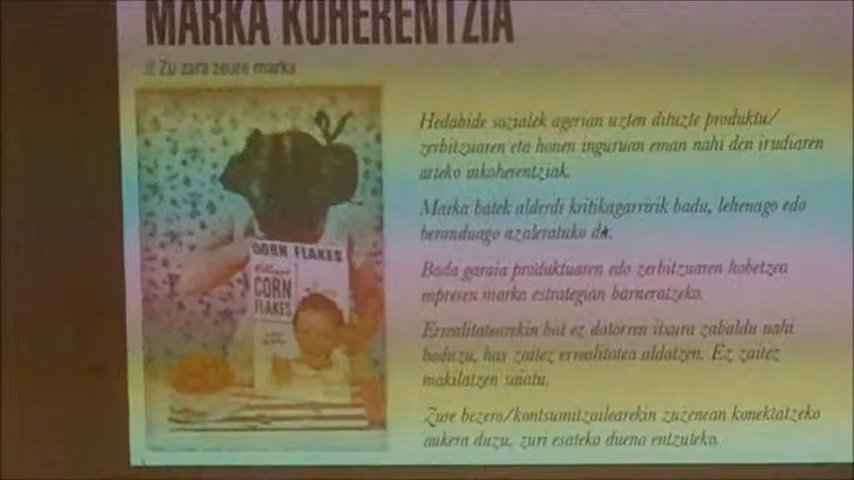 MARKA KOHERENTZIA
// Zu zara zeure marka
Hedabide sozialek agerian uzten dituzte produktu/
zerbitzuaren eta honen inguruan eman nahi den irudiaren
arteko inkoherentziak.
Marka batek alderdi kritikagarririk badu, lehenago edo
beranduago azaleratuko da.
Bada garaia produktuaren edo zerbitzuaren hobetzea
enpresen marka estrategian barneratzeko.
Errealitatearekin bat ez datorren itxura zabaldu nahi
baduzu, has zaitez errealitatea aldatzen. Ez zaitez
makilatzen saiatu.
Zure bezero/kontsumitzailearekin zuzenean konektatzeko
aukera duzu, zuri esateko duena entzuteko.
CORN FLAKES
Kellogg's
CORN
FLAKES